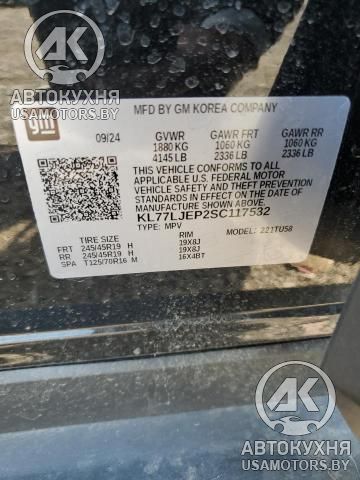 AK
АВТОКУХНЯ
USAMOTORS.BY
gm
MFD BY GM KOREA COMPANY
09/24 GVWR GAWR FRT GAWR RR
1880 KG 1060 KG 1060 KG
4145 LB 2336 LB 2336 LB
THIS VEHICLE CONFORMS TO ALL
APPLICABLE U.S. FEDERAL MOTOR
VEHICLE SAFETY AND THEFT
PREVENTION STANDARDS IN
EFFECT ON THE DATE OF
MANUFACTURE SHOWN ABOVE.
KL77LJEP2SC117532
TYPE: MPV MODEL: 221TU58
TIRE SIZE RIM
FRT 245/45R19 H 19X8J
RR 245/45R19 H 19X8J
SPA T125/70R16 M 16X4BT
AK
АВТОКУХНЯ
USAMOTORS.BY